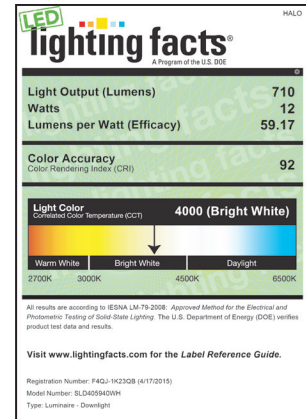 HALO
LED
lighting facts®
A Program of the U.S. DOE
Light Output (Lumens) 710
Watts 12
Lumens per Watt (Efficacy) 59.17
Color Accuracy
Color Rendering Index (CRI) 92
Light Color
Correlated Color Temperature (CCT) 4000 (Bright White)
Warm White Bright White Daylight
2700K 3000K 4500K 6500K
All results are according to IESNA LM-79-2008: Approved Method for the Electrical and
Photometric Testing of Solid-State Lighting. The U.S. Department of Energy (DOE) verifies
product test data and results.
Visit www.lightingfacts.com for the Label Reference Guide.
Registration Number: F4QJ-1K23QB (4/17/2015)
Model Number: SLD405940WH
Type: Luminaire - Downlight